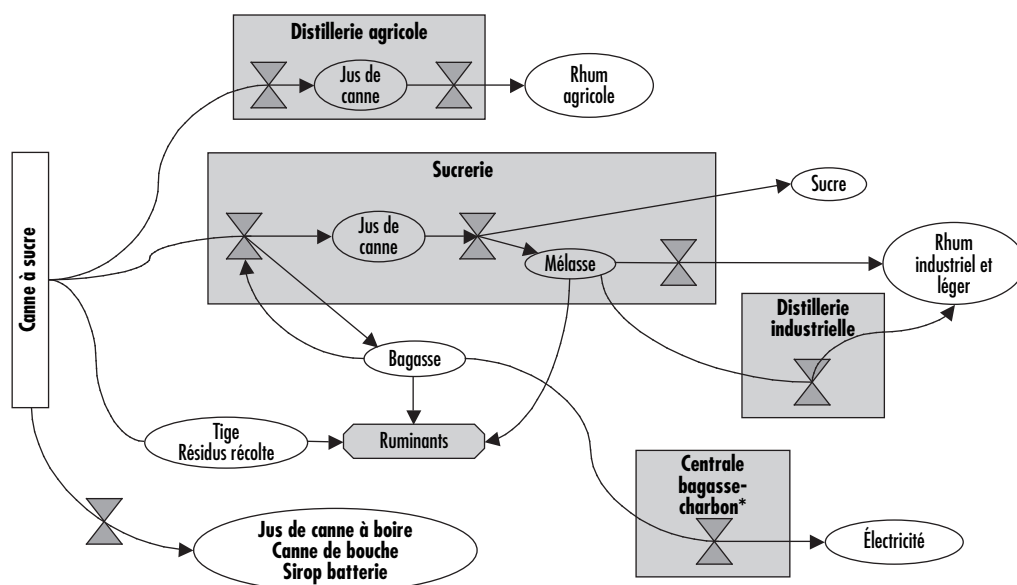 Distillerie agricole
Jus de
canne
Rhum
agricole
Canne à sucre
Sucrerie
Jus de
canne
Sucre
Mélasse
Rhum
industriel et
léger
Distillerie
industrielle
Bagasse
Tige
Résidus récolte
Ruminants
Centrale
bagasse-
charbon*
Électricité
Jus de canne à boire
Canne de bouche
Sirop batterie